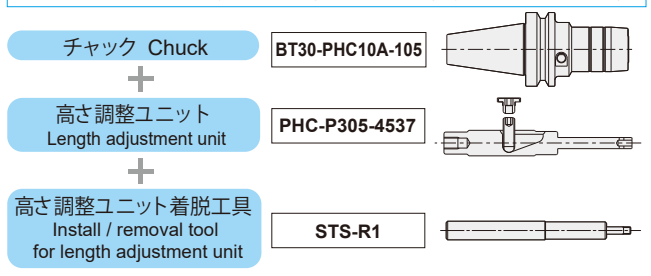 チャック Chuck
BT30-PHC10A-105
高さ調整ユニット
Length adjustment unit
PHC-P305-4537
高さ調整ユニット着脱工具
Install / removal tool
for length adjustment unit
STS-R1